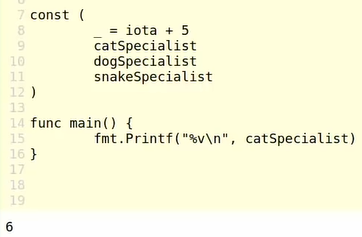 7 const (
8         _ = iota + 5
9         catSpecialist
10         dogSpecialist
11         snakeSpecialist
12 )
13
14 func main() {
15         fmt.Printf("%v\n", catSpecialist)
16 }
17
18
19
6